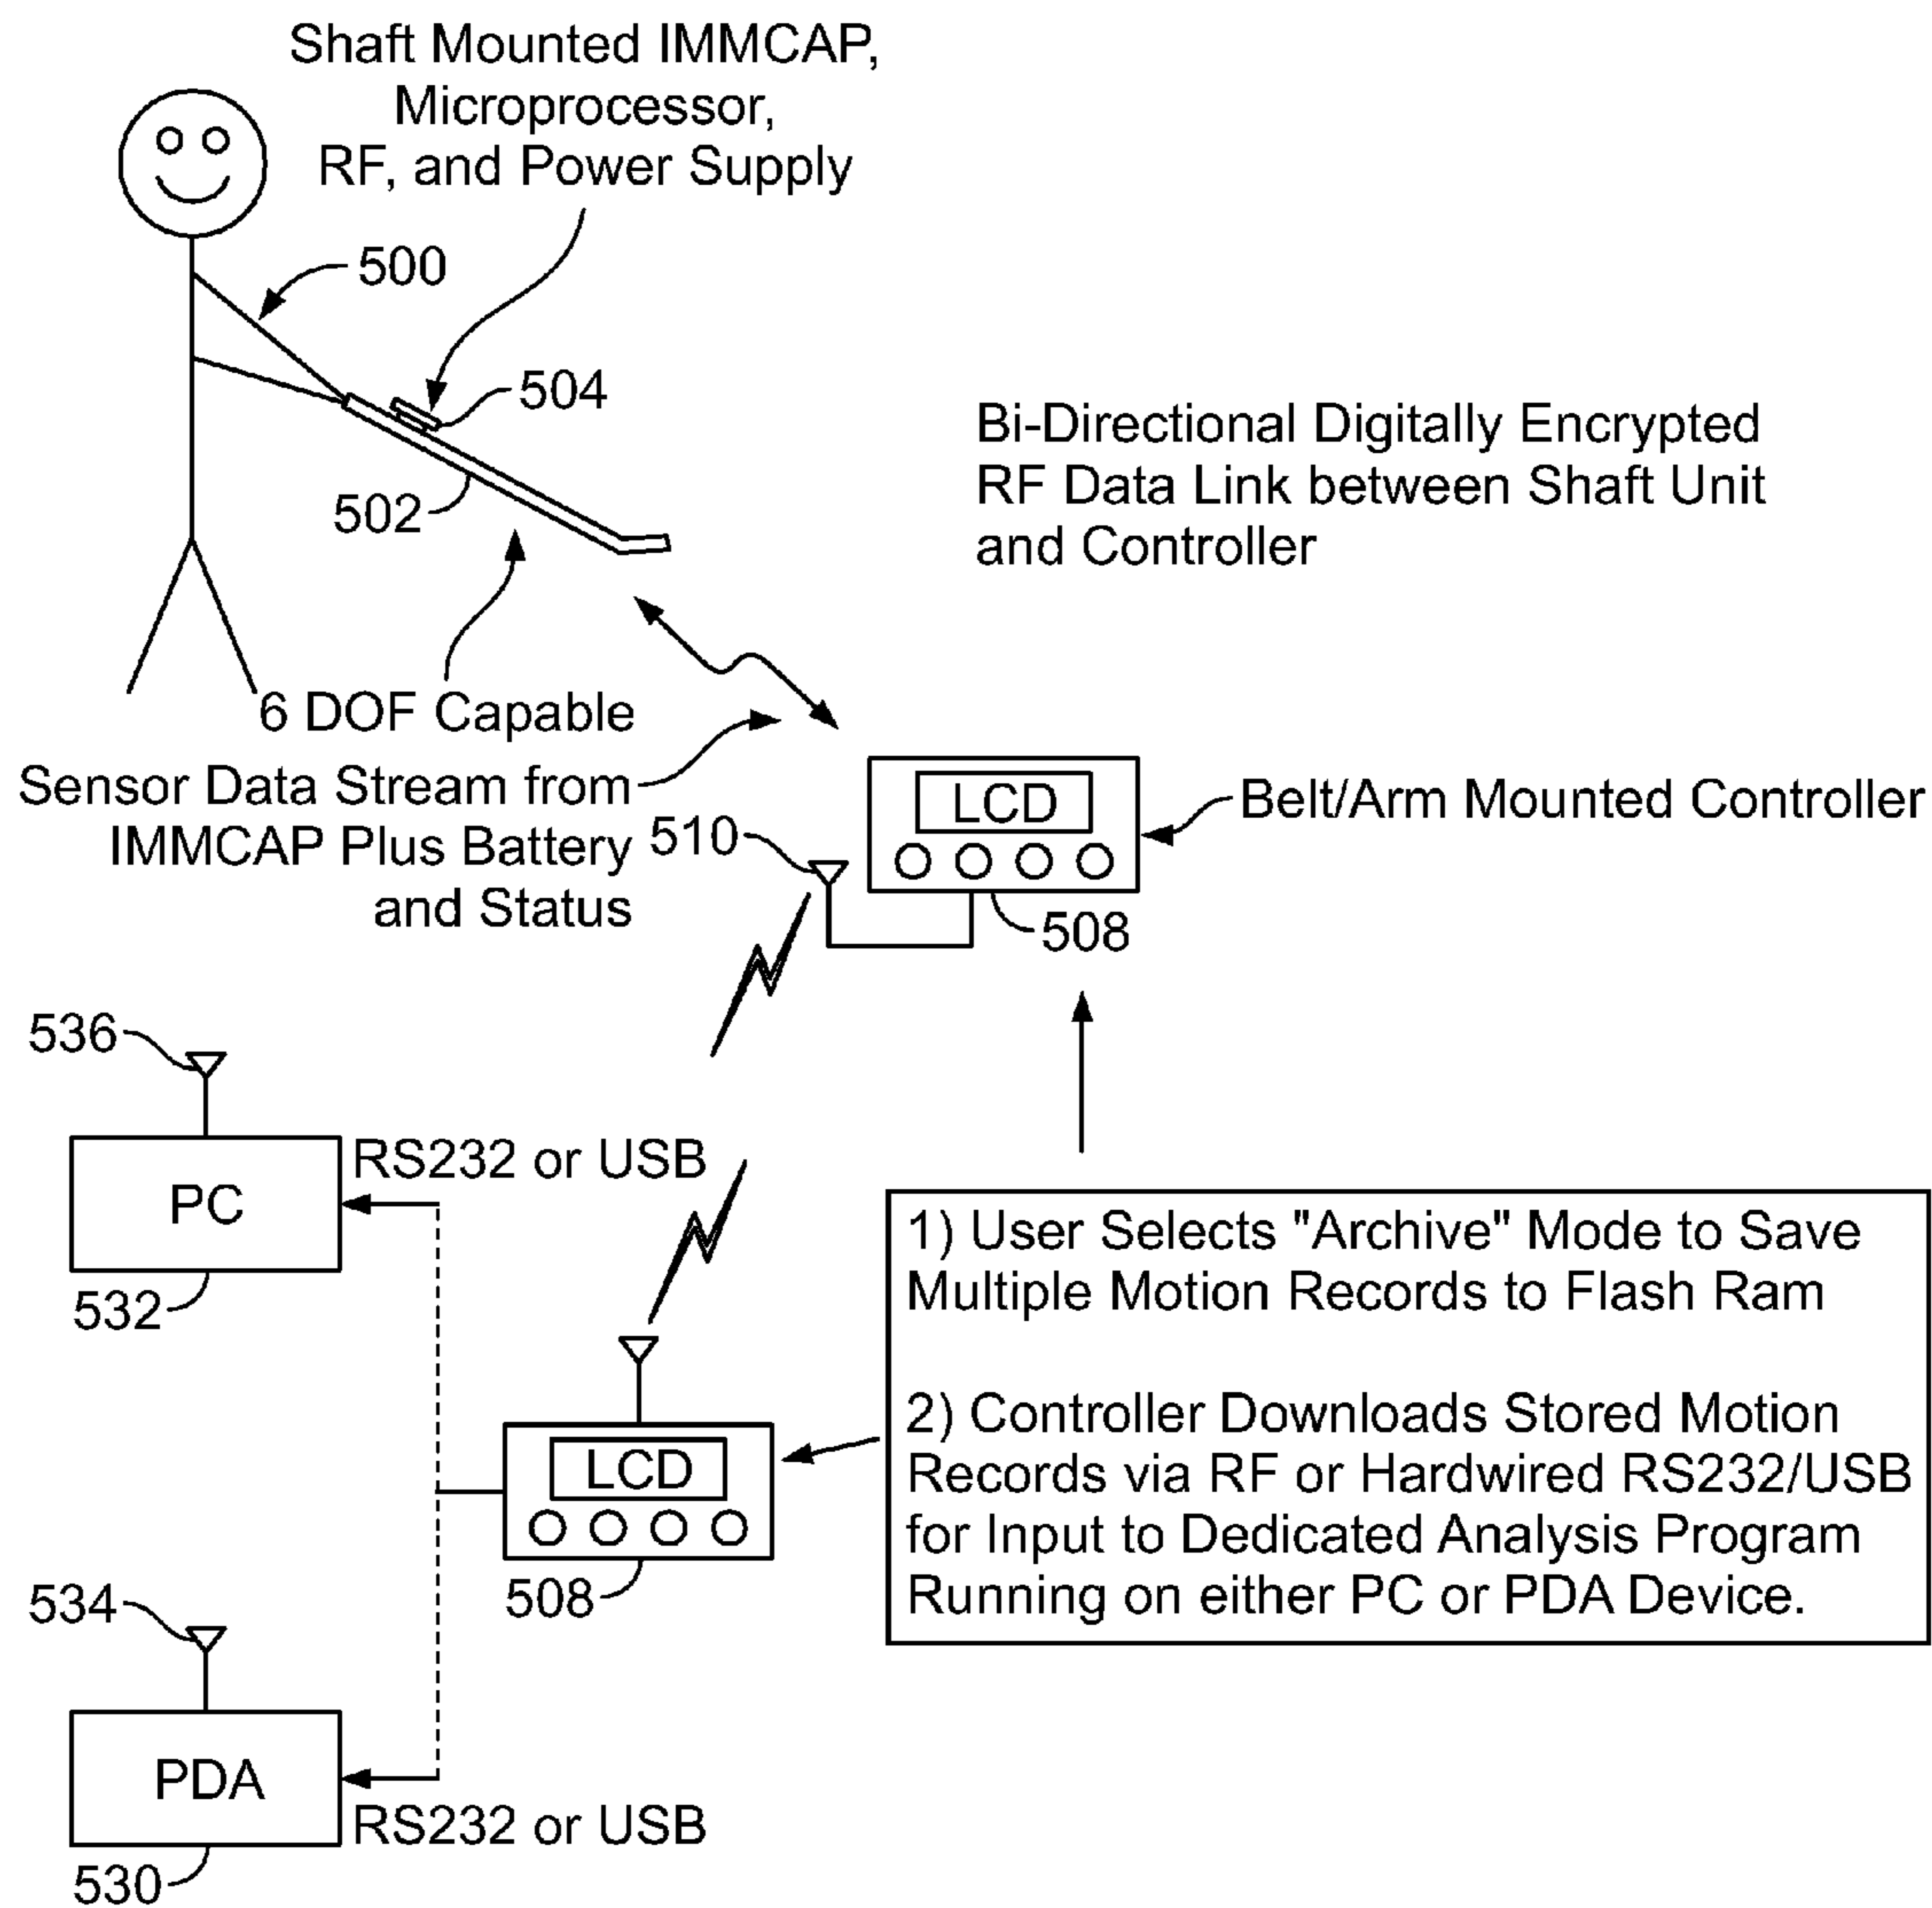 Shaft Mounted IMMCAP,
Microprocessor,
RF, and Power Supply
500
504
502
Bi-Directional Digitally Encrypted
RF Data Link between Shaft Unit
and Controller
6 DOF Capable
Sensor Data Stream from
IMMCAP Plus Battery
and Status
510
LCD
Belt/Arm Mounted Controller
508
536
RS232 or USB
PC
532
1) User Selects "Archive" Mode to Save
Multiple Motion Records to Flash Ram
2) Controller Downloads Stored Motion
Records via RF or Hardwired RS232/USB
for Input to Dedicated Analysis Program
Running on either PC or PDA Device.
LCD
508
534
PDA
RS232 or USB
530